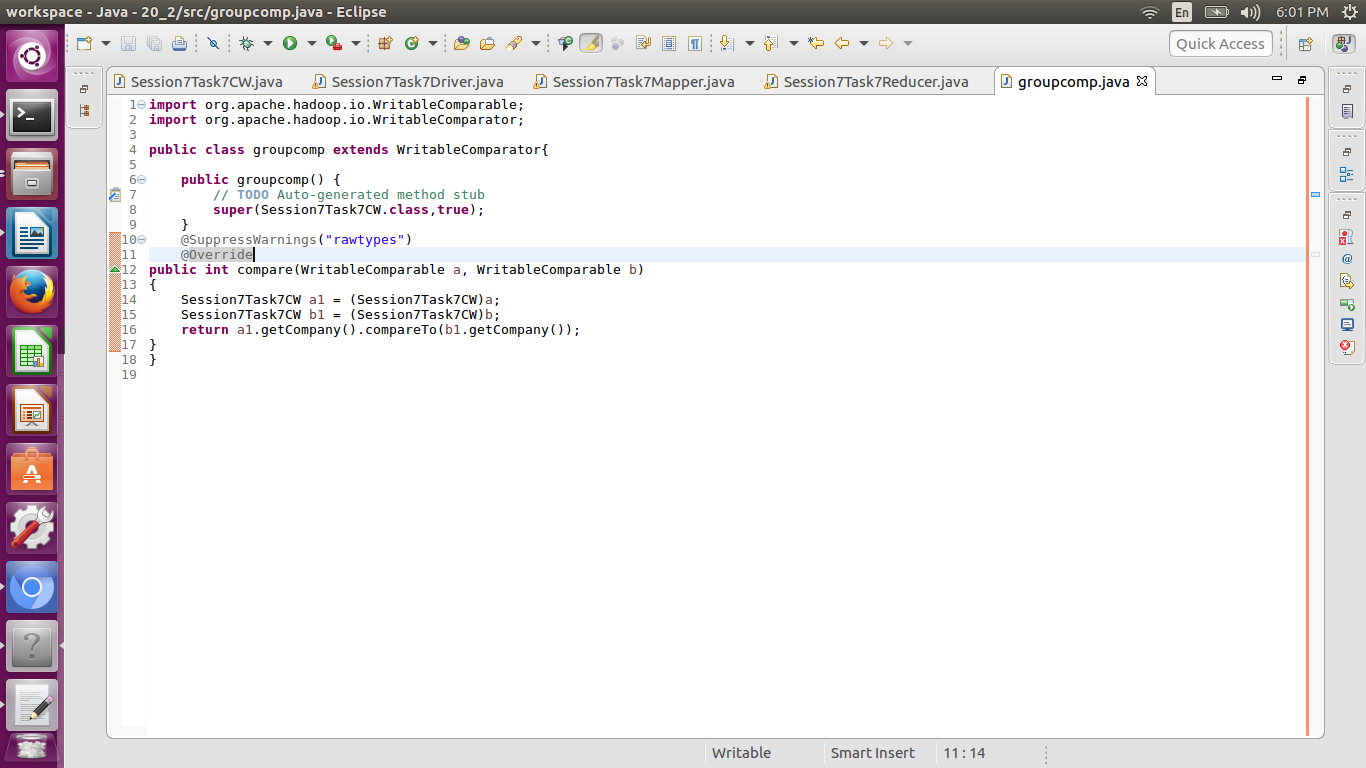 workspace - Java - 20_2/src/groupcomp.java - Eclipse
En
6:01 PM
Quick Access
Session7Task7CW.java
Session7Task7Driver.java
Session7Task7Mapper.java
Session7Task7Reducer.java
groupcomp.java
1 import org.apache.hadoop.io.WritableComparable;
2 import org.apache.hadoop.io.WritableComparator;
3
4 public class groupcomp extends WritableComparator{
5
6 public groupcomp() {
7 // TODO Auto-generated method stub
8 super(Session7Task7CW.class,true);
9 }
10 @SuppressWarnings("rawtypes")
11 @Override
12 public int compare(WritableComparable a, WritableComparable b)
13 {
14 Session7Task7CW a1 = (Session7Task7CW)a;
15 Session7Task7CW b1 = (Session7Task7CW)b;
16 return a1.getCompany().compareTo(b1.getCompany());
17 }
18 }
19
Writable
Smart Insert
11 : 14